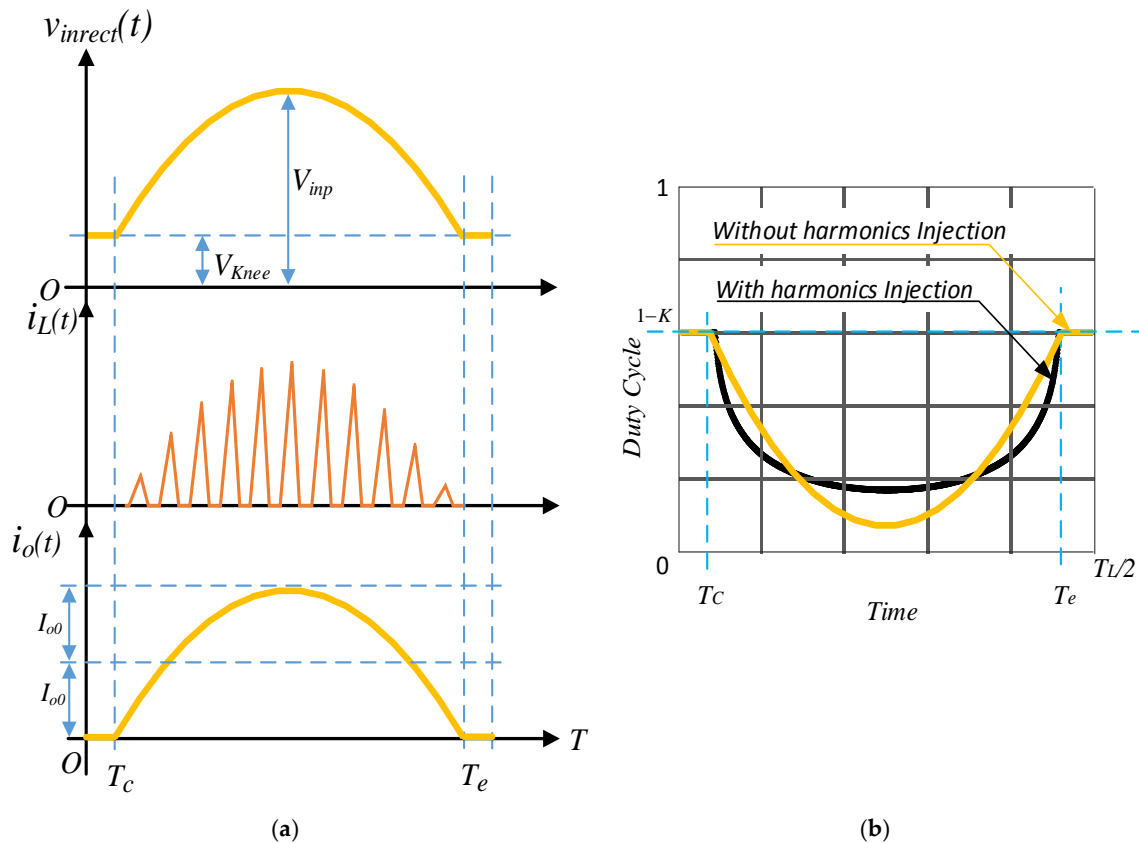 v_inrect(t)
V_inp
V_Knee
O
i_L(t)
O
i_o(t)
I_o0
I_o0
O
T_c
T_e
T
(a)
1
Without harmonics Injection
With harmonics Injection
1−K
Duty Cycle
0
T_L/2
T_C
T_e
Time
(b)